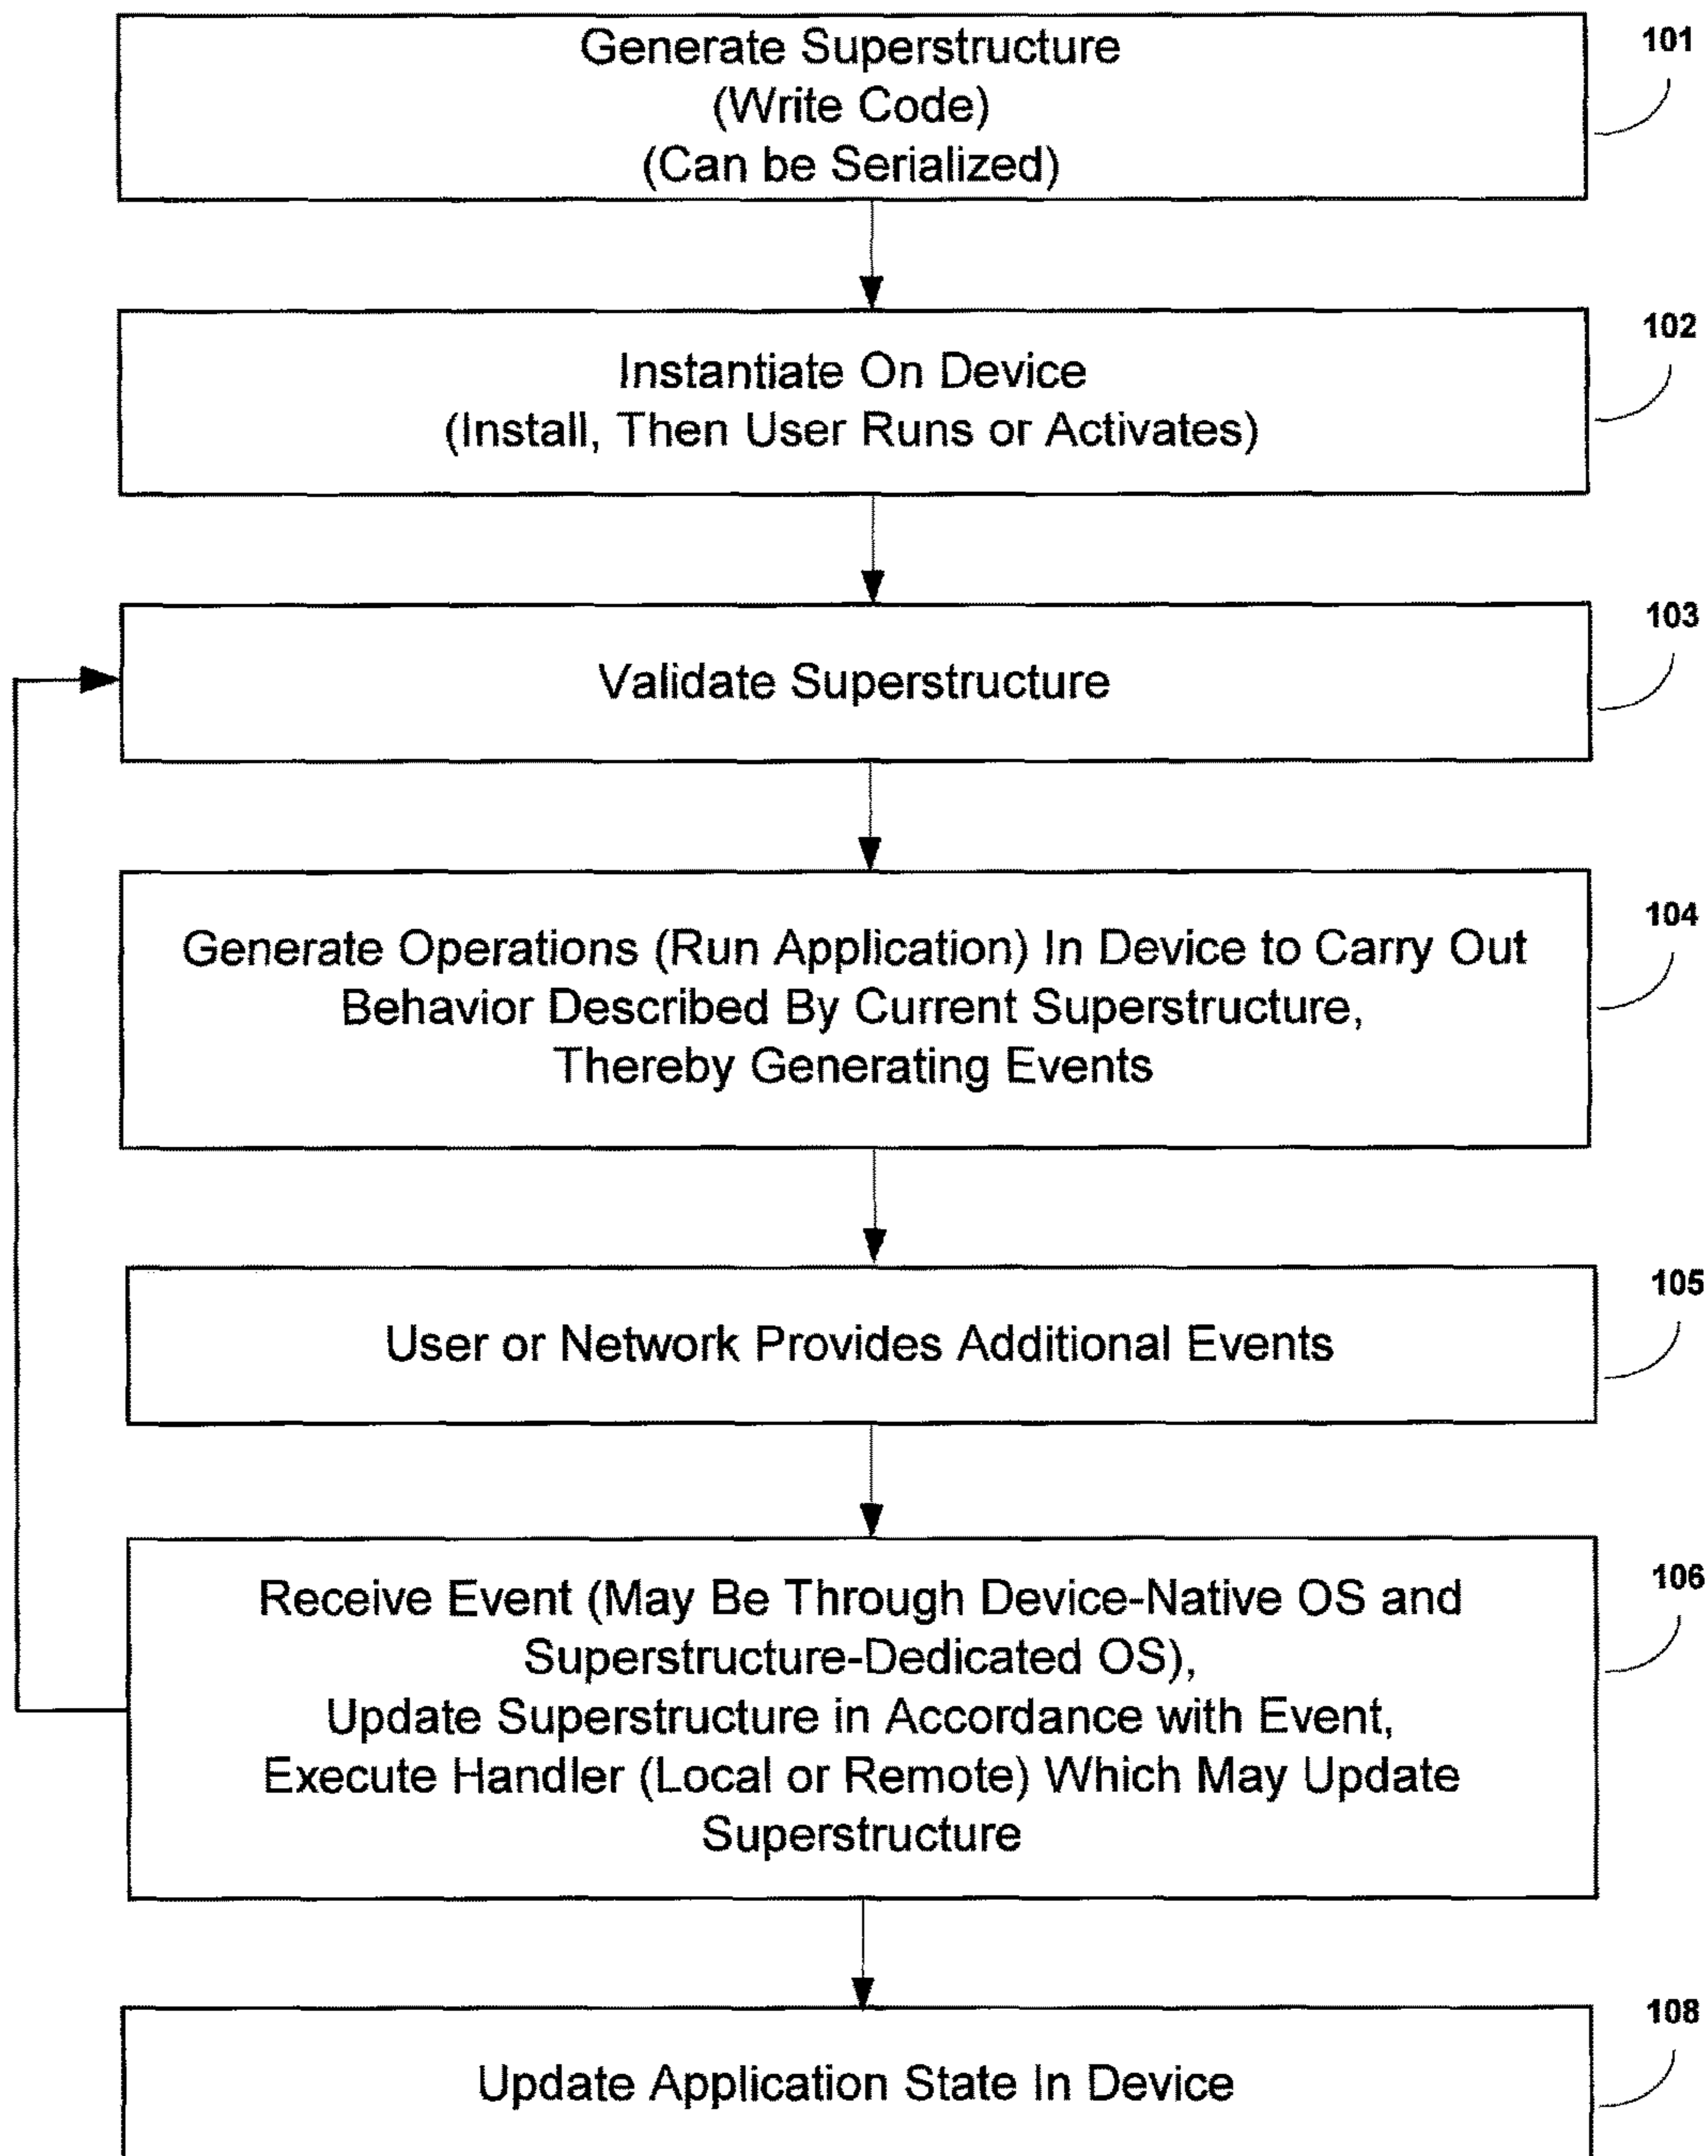 Generate Superstructure
(Write Code)
(Can be Serialized)
101
Instantiate On Device
(Install, Then User Runs or Activates)
102
Validate Superstructure
103
Generate Operations (Run Application) In Device to Carry Out
Behavior Described By Current Superstructure,
Thereby Generating Events
104
User or Network Provides Additional Events
105
Receive Event (May Be Through Device-Native OS and
Superstructure-Dedicated OS),
Update Superstructure in Accordance with Event,
Execute Handler (Local or Remote) Which May Update
Superstructure
106
Update Application State In Device
108